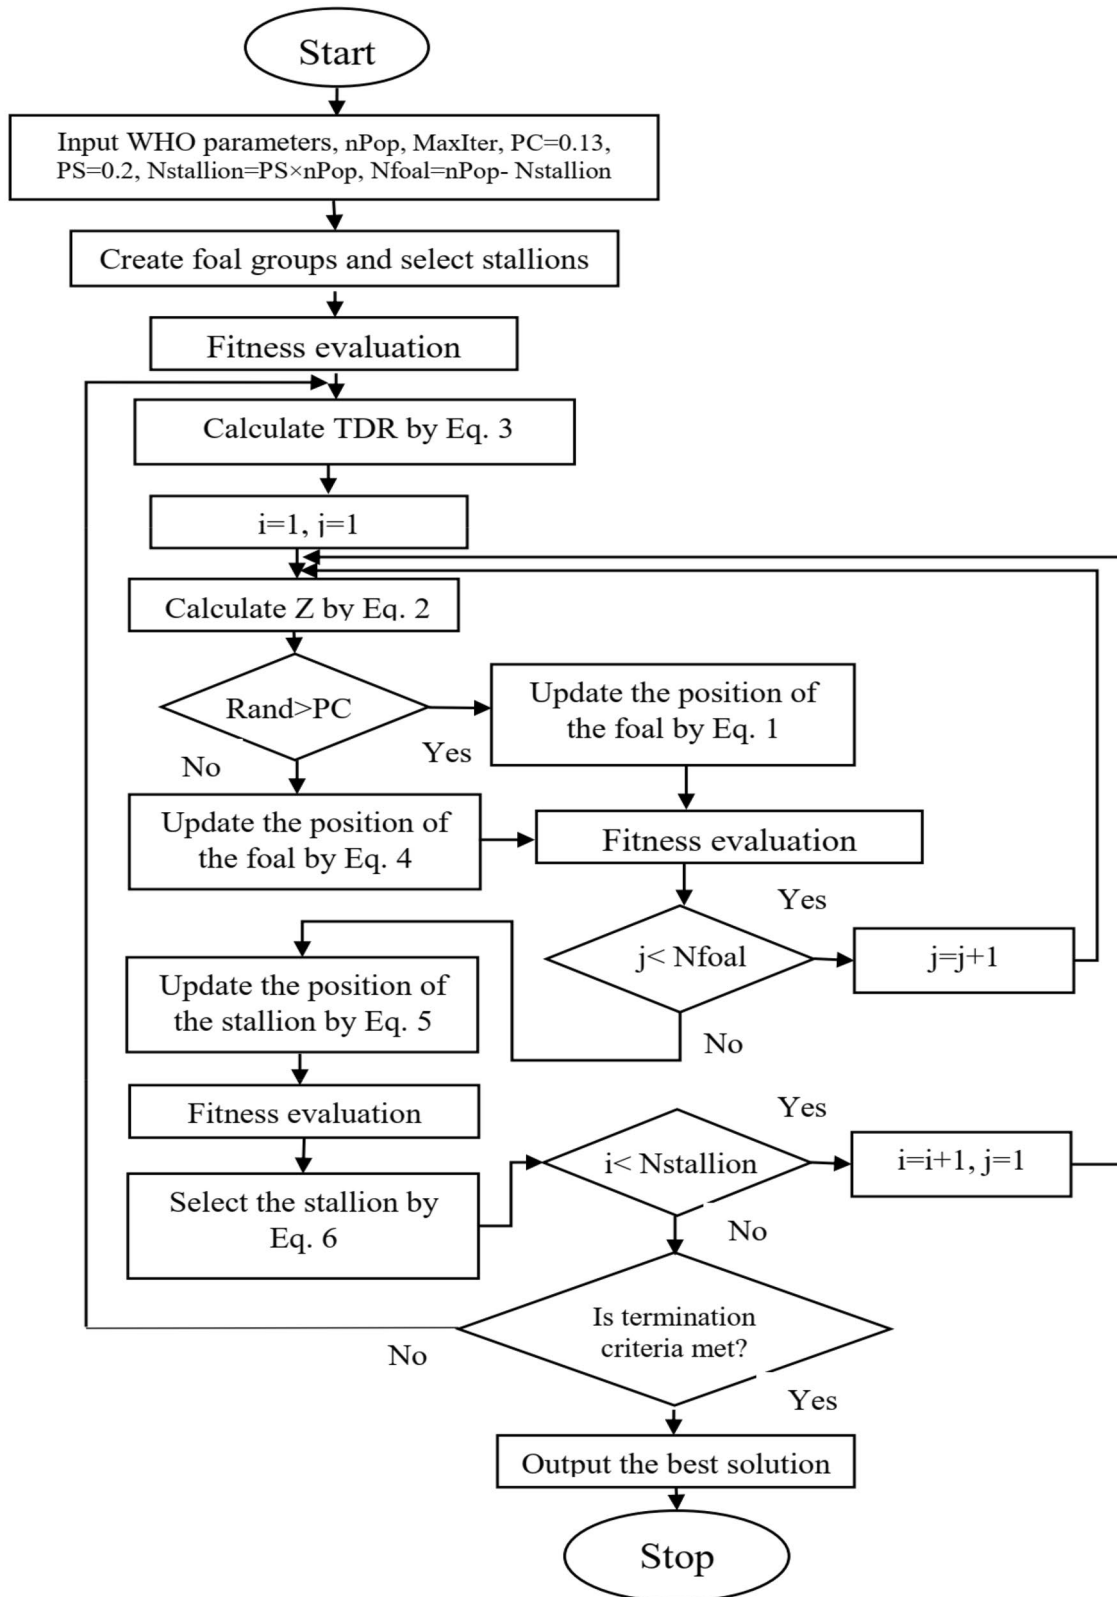 Start
Input WHO parameters, nPop, MaxIter, PC=0.13,
PS=0.2, Nstallion=PS×nPop, Nfoal=nPop- Nstallion
Create foal groups and select stallions
Fitness evaluation
Calculate TDR by Eq. 3
i=1, j=1
Calculate Z by Eq. 2
Rand>PC
Yes
No
Update the position of
the foal by Eq. 1
Update the position of
the foal by Eq. 4
Fitness evaluation
j< Nfoal
Yes
j=j+1
No
Update the position of
the stallion by Eq. 5
Fitness evaluation
Select the stallion by
Eq. 6
i< Nstallion
Yes
i=i+1, j=1
No
Is termination
criteria met?
No
Yes
Output the best solution
Stop